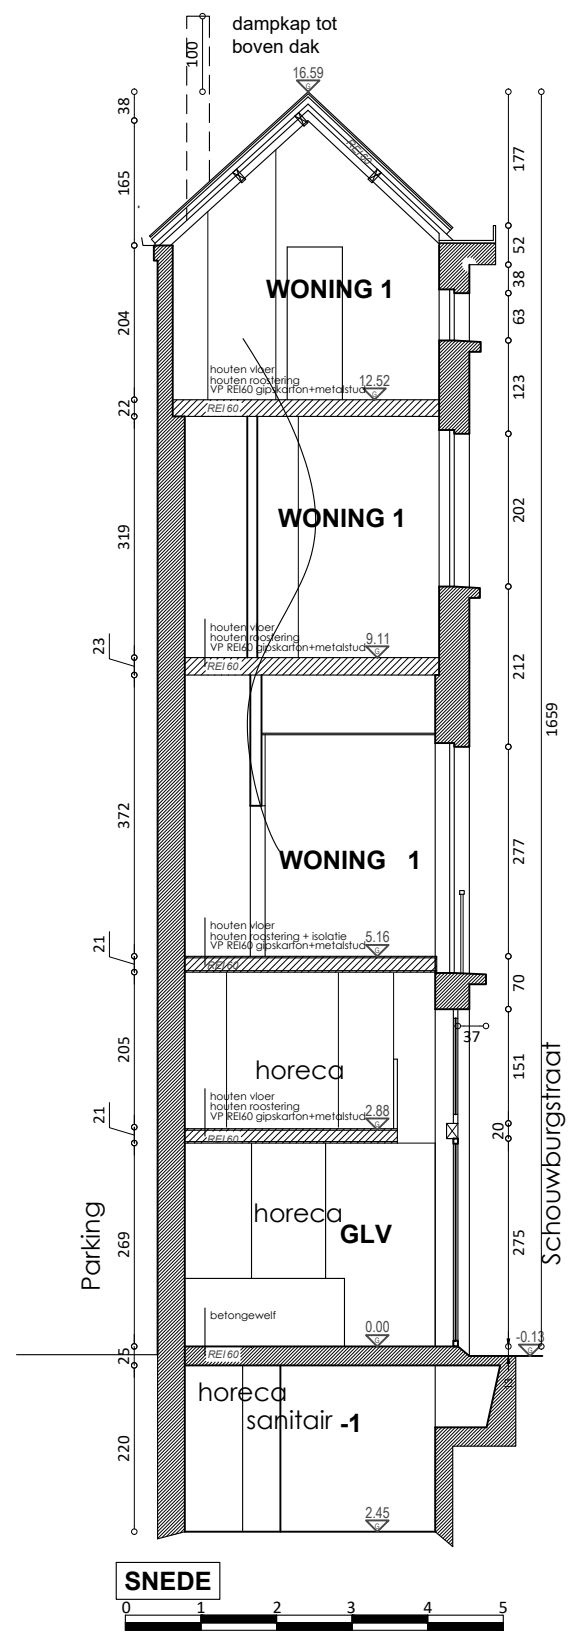 dampkap tot
boven dak
100
16.59
G
38
165
204
22
319
23
372
21
205
21
269
25
220
177
52
38
63
123
202
212
277
70
37
151
20
275
13
1659
REI 60
WONING 1
houten vloer
houten roostering
VP REI60 gipskarton+metalstud
12.52
G
REI 60
WONING 1
houten vloer
houten roostering
VP REI60 gipskarton+metalstud
9.11
G
REI 60
WONING 1
houten vloer
houten roostering + isolatie
VP REI60 gipskarton+metalstud
5.16
G
REI 60
horeca
houten vloer
houten roostering
VP REI60 gipskarton+metalstud
2.88
G
REI 60
horeca
GLV
betongewelf
0.00
G
-0.13
G
REI 60
horeca
sanitair -1
2.45
G
Parking
Schouwburgstraat
SNEDE
0 1 2 3 4 5